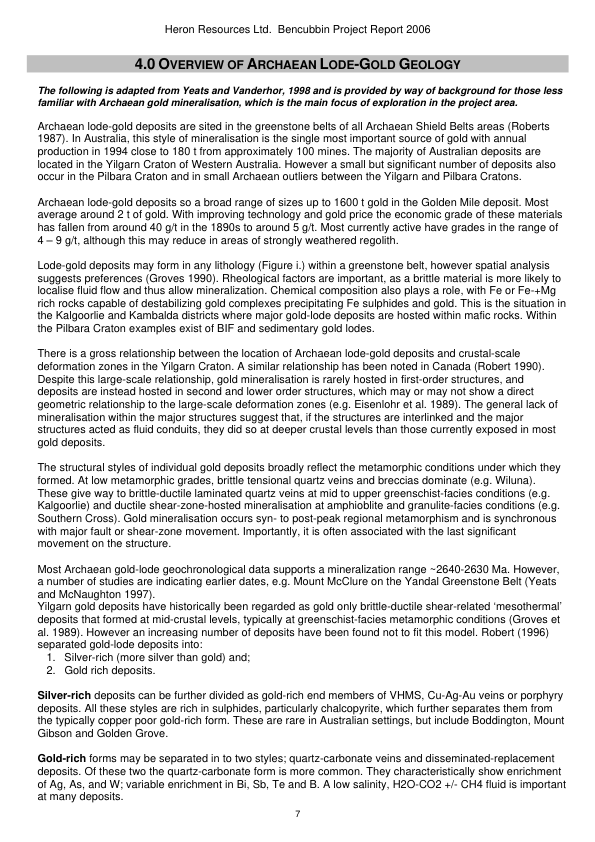 Heron Resources Ltd.  Bencubbin Project Report 2006
4.0 OVERVIEW OF ARCHAEAN LODE-GOLD GEOLOGY
The following is adapted from Yeats and Vanderhor, 1998 and is provided by way of background for those less
familiar with Archaean gold mineralisation, which is the main focus of exploration in the project area.
Archaean lode-gold deposits are sited in the greenstone belts of all Archaean Shield Belts areas (Roberts
1987). In Australia, this style of mineralisation is the single most important source of gold with annual
production in 1994 close to 180 t from approximately 100 mines. The majority of Australian deposits are
located in the Yilgarn Craton of Western Australia. However a small but significant number of deposits also
occur in the Pilbara Craton and in small Archaean outliers between the Yilgarn and Pilbara Cratons.
Archaean lode-gold deposits so a broad range of sizes up to 1600 t gold in the Golden Mile deposit. Most
average around 2 t of gold. With improving technology and gold price the economic grade of these materials
has fallen from around 40 g/t in the 1890s to around 5 g/t. Most currently active have grades in the range of
4 – 9 g/t, although this may reduce in areas of strongly weathered regolith.
Lode-gold deposits may form in any lithology (Figure i.) within a greenstone belt, however spatial analysis
suggests preferences (Groves 1990). Rheological factors are important, as a brittle material is more likely to
localise fluid flow and thus allow mineralization. Chemical composition also plays a role, with Fe or Fe-+Mg
rich rocks capable of destabilizing gold complexes precipitating Fe sulphides and gold. This is the situation in
the Kalgoorlie and Kambalda districts where major gold-lode deposits are hosted within mafic rocks. Within
the Pilbara Craton examples exist of BIF and sedimentary gold lodes.
There is a gross relationship between the location of Archaean lode-gold deposits and crustal-scale
deformation zones in the Yilgarn Craton. A similar relationship has been noted in Canada (Robert 1990).
Despite this large-scale relationship, gold mineralisation is rarely hosted in first-order structures, and
deposits are instead hosted in second and lower order structures, which may or may not show a direct
geometric relationship to the large-scale deformation zones (e.g. Eisenlohr et al. 1989). The general lack of
mineralisation within the major structures suggest that, if the structures are interlinked and the major
structures acted as fluid conduits, they did so at deeper crustal levels than those currently exposed in most
gold deposits.
The structural styles of individual gold deposits broadly reflect the metamorphic conditions under which they
formed. At low metamorphic grades, brittle tensional quartz veins and breccias dominate (e.g. Wiluna).
These give way to brittle-ductile laminated quartz veins at mid to upper greenschist-facies conditions (e.g.
Kalgoorlie) and ductile shear-zone-hosted mineralisation at amphioblite and granulite-facies conditions (e.g.
Southern Cross). Gold mineralisation occurs syn- to post-peak regional metamorphism and is synchronous
with major fault or shear-zone movement. Importantly, it is often associated with the last significant
movement on the structure.
Most Archaean gold-lode geochronological data supports a mineralization range ~2640-2630 Ma. However,
a number of studies are indicating earlier dates, e.g. Mount McClure on the Yandal Greenstone Belt (Yeats
and McNaughton 1997).
Yilgarn gold deposits have historically been regarded as gold only brittle-ductile shear-related ‘mesothermal’
deposits that formed at mid-crustal levels, typically at greenschist-facies metamorphic conditions (Groves et
al. 1989). However an increasing number of deposits have been found not to fit this model. Robert (1996)
separated gold-lode deposits into:
1. Silver-rich (more silver than gold) and;
2. Gold rich deposits.
Silver-rich deposits can be further divided as gold-rich end members of VHMS, Cu-Ag-Au veins or porphyry
deposits. All these styles are rich in sulphides, particularly chalcopyrite, which further separates them from
the typically copper poor gold-rich form. These are rare in Australian settings, but include Boddington, Mount
Gibson and Golden Grove.
Gold-rich forms may be separated in to two styles; quartz-carbonate veins and disseminated-replacement
deposits. Of these two the quartz-carbonate form is more common. They characteristically show enrichment
of Ag, As, and W; variable enrichment in Bi, Sb, Te and B. A low salinity, H2O-CO2 +/- CH4 fluid is important
at many deposits.
7